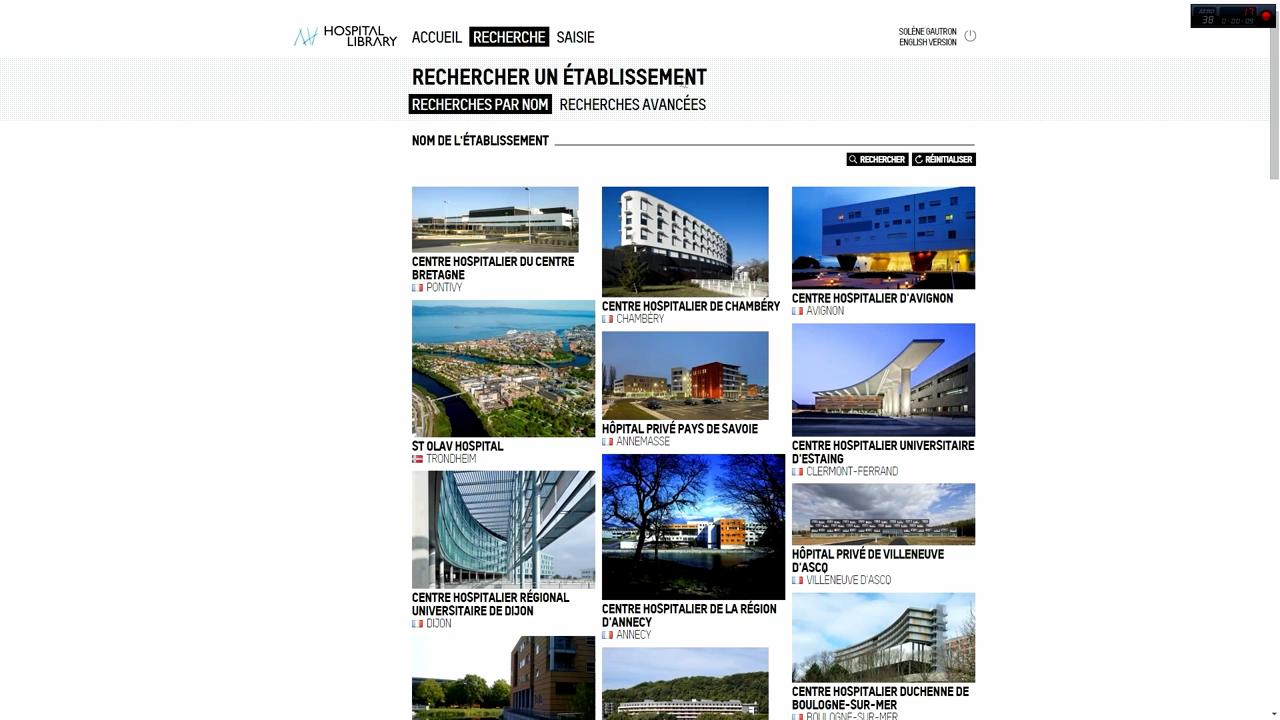 HOSPITAL
LIBRARY
ACCUEIL RECHERCHE SAISIE
SOLÈNE GAUTRON
ENGLISH VERSION
RECHERCHER UN ÉTABLISSEMENT
RECHERCHES PAR NOM RECHERCHES AVANCÉES
NOM DE L'ÉTABLISSEMENT
RECHERCHER RÉINITIALISER
CENTRE HOSPITALIER DU CENTRE
BRETAGNE
PONTIVY
ST OLAV HOSPITAL
TRONDHEIM
CENTRE HOSPITALIER RÉGIONAL
UNIVERSITAIRE DE DIJON
DIJON
CENTRE HOSPITALIER DE CHAMBÉRY
CHAMBÉRY
HÔPITAL PRIVÉ PAYS DE SAVOIE
ANNEMASSE
CENTRE HOSPITALIER DE LA RÉGION
D'ANNECY
ANNECY
CENTRE HOSPITALIER D'AVIGNON
AVIGNON
CENTRE HOSPITALIER UNIVERSITAIRE
D'ESTAING
CLERMONT-FERRAND
HÔPITAL PRIVÉ DE VILLENEUVE
D'ASCQ
VILLENEUVE D'ASCQ
CENTRE HOSPITALIER DUCHENNE DE
BOULOGNE-SUR-MER
BOULOGNE-SUR-MER